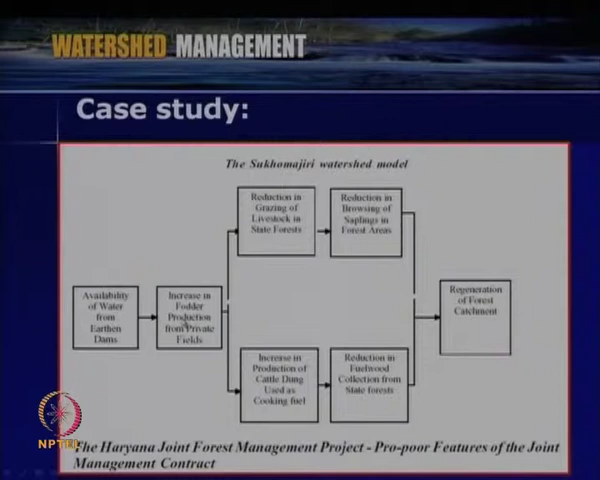 WATERSHED MANAGEMENT
Case study:
The Sukhomajiri watershed model
Reduction in
Grazing of
Livestock in
State Forests
Reduction in
Browsing of
Saplings in
Forest Areas
Availability
of Water
from
Earthen
Dams
Increase in
Fodder
Production
from Private
Fields
Regeneration
of Forest
Catchment
Increase in
Production of
Cattle Dung
Used as
Cooking fuel
Reduction in
Fuelwood
Collection from
State forests
NPTEL
The Haryana Joint Forest Management Project - Pro-poor Features of the Joint
Management Contract